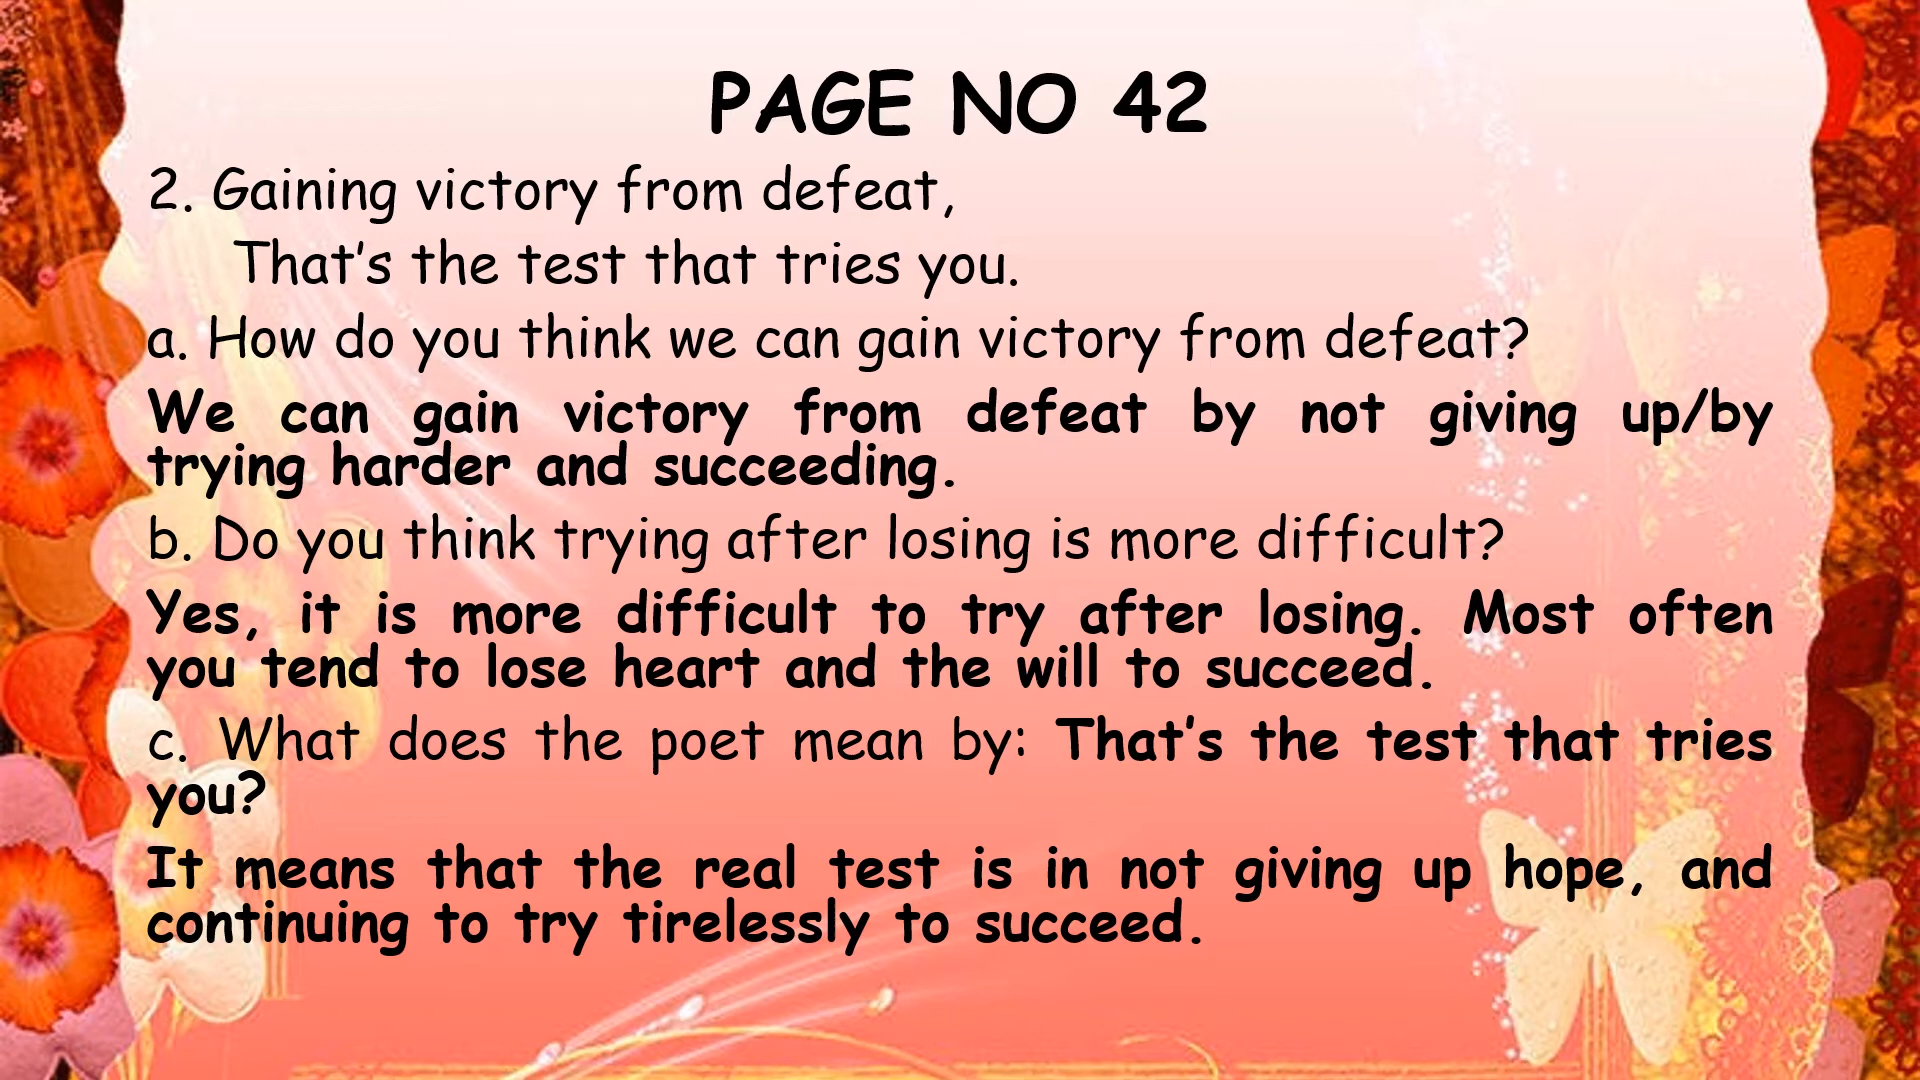 PAGE NO 42
2. Gaining victory from defeat,
That’s the test that tries you.
a. How do you think we can gain victory from defeat?
We can gain victory from defeat by not giving up/by
trying harder and succeeding.
b. Do you think trying after losing is more difficult?
Yes, it is more difficult to try after losing. Most often
you tend to lose heart and the will to succeed.
c. What does the poet mean by: That’s the test that tries
you?
It means that the real test is in not giving up hope, and
continuing to try tirelessly to succeed.